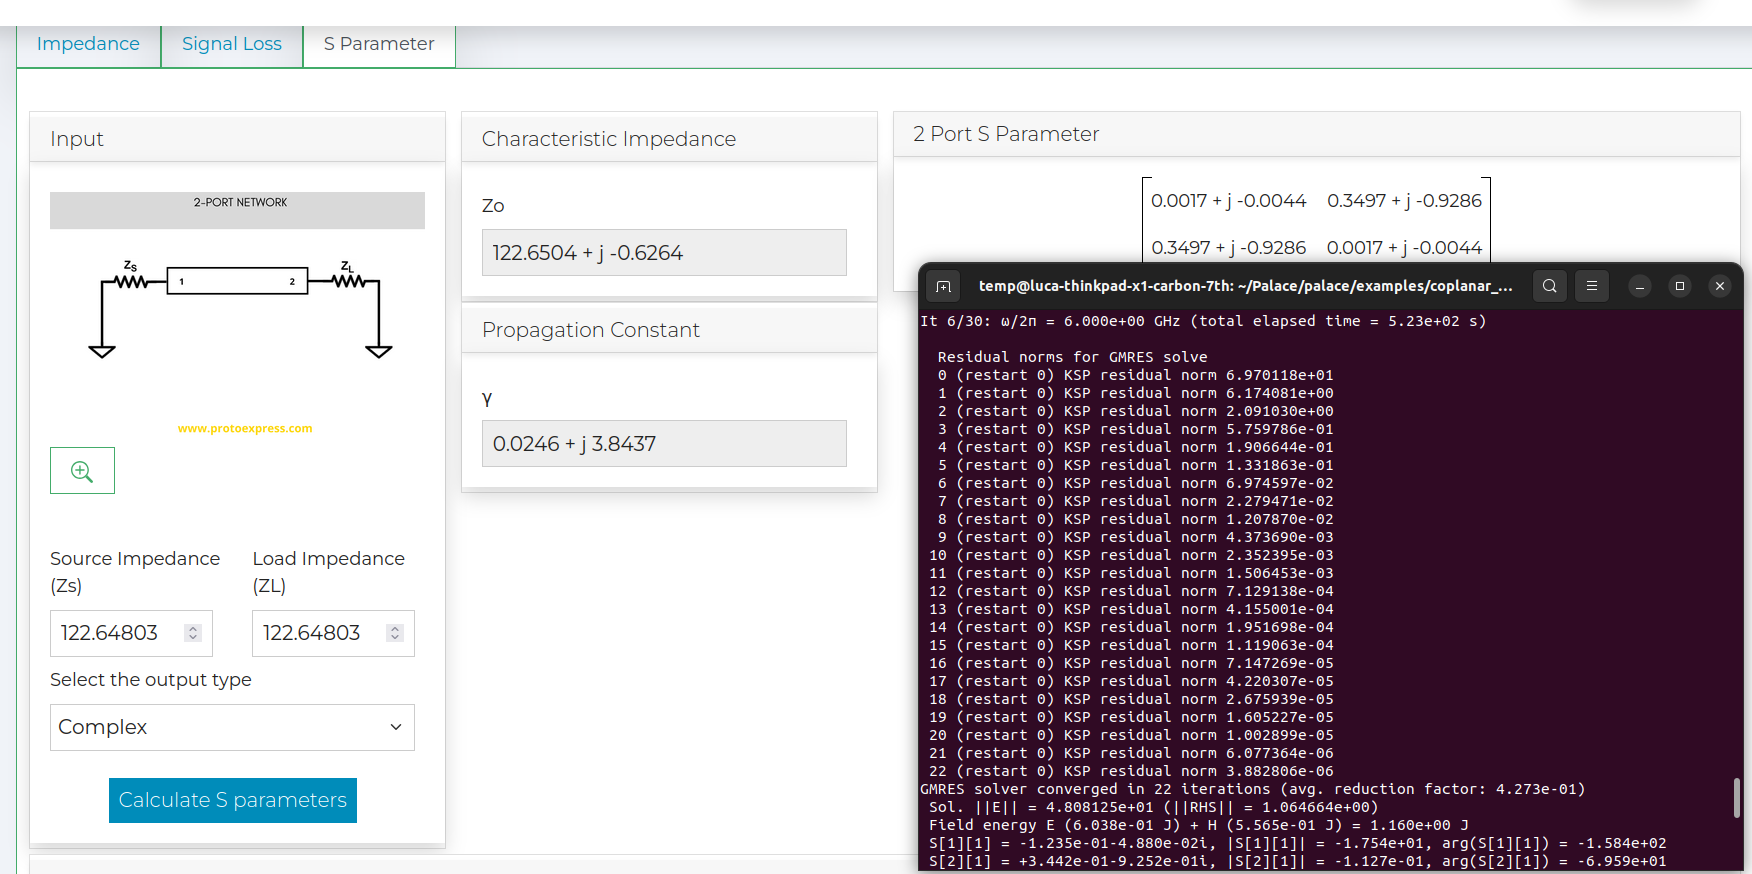 Impedance
Signal Loss
S Parameter
Input
2-PORT NETWORK
Zs
ZL
1
2
www.protoexpress.com
Source Impedance (Zs)
Load Impedance (ZL)
122.64803
122.64803
Select the output type
Complex
Calculate S parameters
Characteristic Impedance
Zo
122.6504 + j -0.6264
Propagation Constant
γ
0.0246 + j 3.8437
2 Port S Parameter
0.0017 + j -0.0044 0.3497 + j -0.9286
0.3497 + j -0.9286 0.0017 + j -0.0044
temp@luca-thinkpad-x1-carbon-7th: ~/Palace/palace/examples/coplanar_...
It 6/30: ω/2π = 6.000e+00 GHz (total elapsed time = 5.23e+02 s)
Residual norms for GMRES solve
0 (restart 0) KSP residual norm 6.970118e+01
1 (restart 0) KSP residual norm 6.174081e+00
2 (restart 0) KSP residual norm 2.091030e+00
3 (restart 0) KSP residual norm 5.759786e-01
4 (restart 0) KSP residual norm 1.906644e-01
5 (restart 0) KSP residual norm 1.331863e-01
6 (restart 0) KSP residual norm 6.974597e-02
7 (restart 0) KSP residual norm 2.279471e-02
8 (restart 0) KSP residual norm 1.207870e-02
9 (restart 0) KSP residual norm 4.373690e-03
10 (restart 0) KSP residual norm 2.352395e-03
11 (restart 0) KSP residual norm 1.506453e-03
12 (restart 0) KSP residual norm 7.129138e-04
13 (restart 0) KSP residual norm 4.155001e-04
14 (restart 0) KSP residual norm 1.951698e-04
15 (restart 0) KSP residual norm 1.119063e-04
16 (restart 0) KSP residual norm 7.147269e-05
17 (restart 0) KSP residual norm 4.220307e-05
18 (restart 0) KSP residual norm 2.675939e-05
19 (restart 0) KSP residual norm 1.605227e-05
20 (restart 0) KSP residual norm 1.002899e-05
21 (restart 0) KSP residual norm 6.077364e-06
22 (restart 0) KSP residual norm 3.882806e-06
GMRES solver converged in 22 iterations (avg. reduction factor: 4.273e-01)
Sol. ||E|| = 4.808125e+01 (||RHS|| = 1.064664e+00)
Field energy E (6.038e-01 J) + H (5.565e-01 J) = 1.160e+00 J
S[1][1] = -1.235e-01-4.880e-02i, |S[1][1]| = -1.754e+01, arg(S[1][1]) = -1.584e+02
S[2][1] = +3.442e-01-9.252e-01i, |S[2][1]| = -1.127e-01, arg(S[2][1]) = -6.959e+01